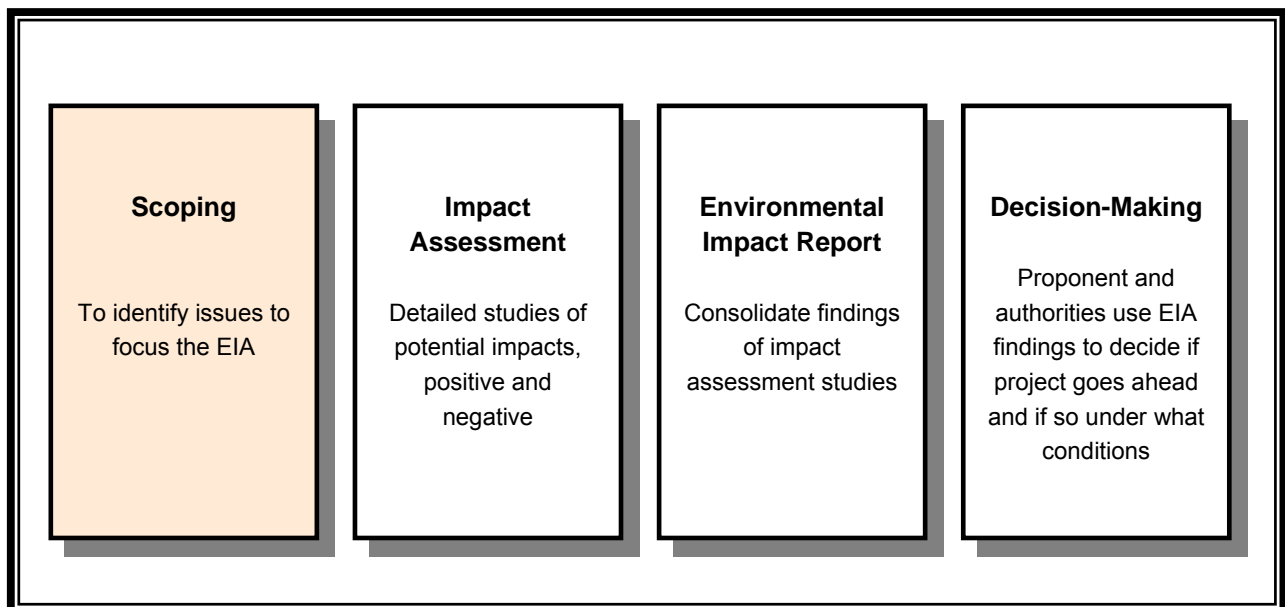 Scoping
To identify issues to
focus the EIA
Impact
Assessment
Detailed studies of
potential impacts,
positive and
negative
Environmental
Impact Report
Consolidate findings
of impact
assessment studies
Decision-Making
Proponent and
authorities use EIA
findings to decide if
project goes ahead
and if so under what
conditions